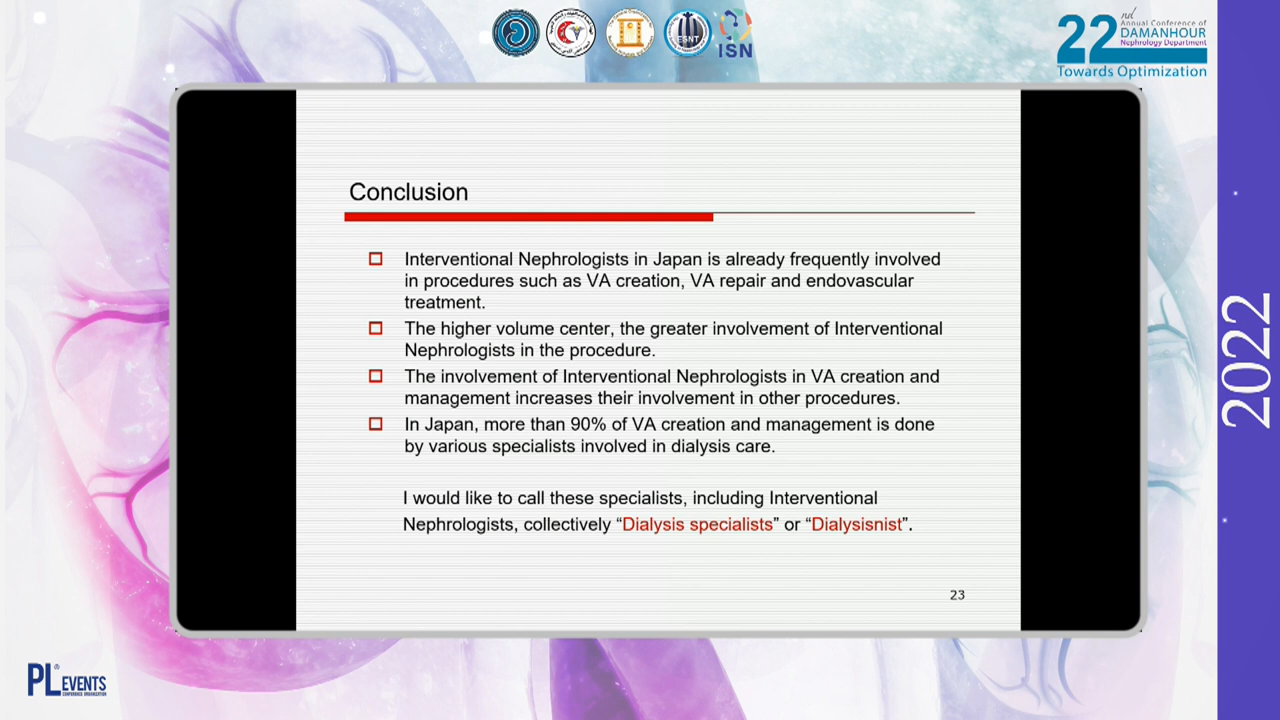 ESNT
ISN
22nd
Annual Conference of
DAMANHOUR
Nephrology Department
Towards Optimization
Conclusion
Interventional Nephrologists in Japan is already frequently involved
in procedures such as VA creation, VA repair and endovascular
treatment.
The higher volume center, the greater involvement of Interventional
Nephrologists in the procedure.
The involvement of Interventional Nephrologists in VA creation and
management increases their involvement in other procedures.
In Japan, more than 90% of VA creation and management is done
by various specialists involved in dialysis care.
I would like to call these specialists, including Interventional
Nephrologists, collectively “Dialysis specialists” or “Dialysisnist”.
23
2022
PL® EVENTS
CONFERENCE ORGANIZATION